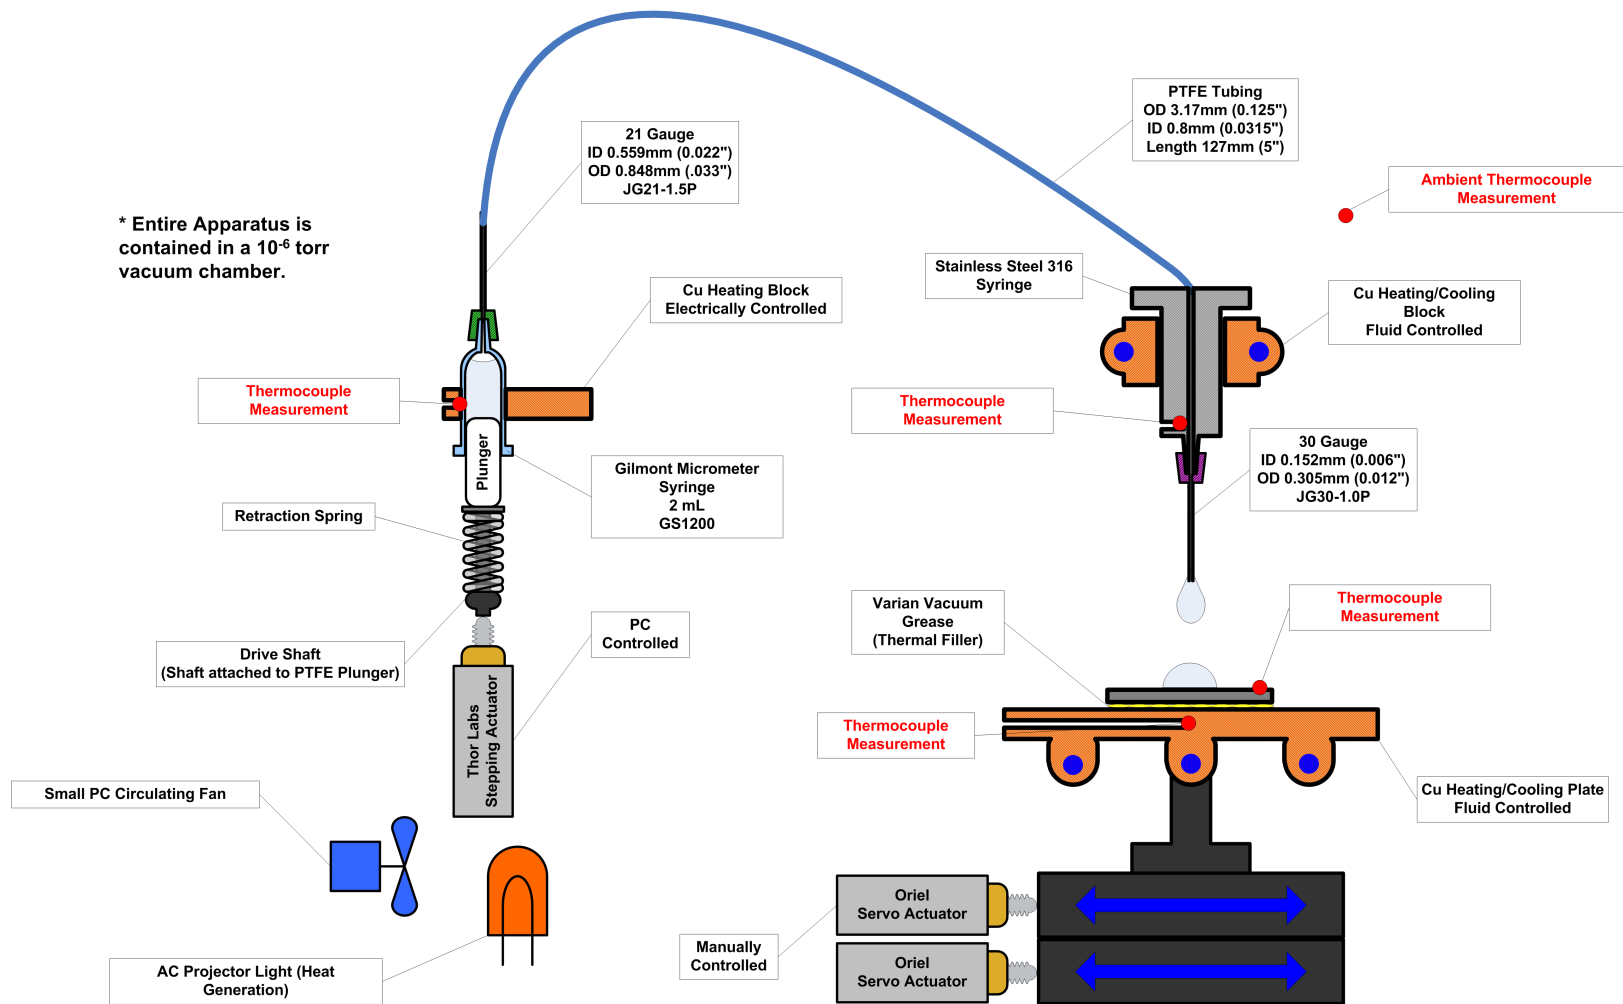 PTFE Tubing
OD 3.17mm (0.125")
ID 0.8mm (0.0315")
Length 127mm (5")
21 Gauge
ID 0.559mm (0.022")
OD 0.848mm (.033")
JG21-1.5P
Ambient Thermocouple
Measurement
* Entire Apparatus is
contained in a 10⁻⁶ torr
vacuum chamber.
Stainless Steel 316
Syringe
Cu Heating Block
Electrically Controlled
Cu Heating/Cooling
Block
Fluid Controlled
Thermocouple
Measurement
Thermocouple
Measurement
Plunger
30 Gauge
ID 0.152mm (0.006")
OD 0.305mm (0.012")
JG30-1.0P
Gilmont Micrometer
Syringe
2 mL
GS1200
Retraction Spring
Varian Vacuum
Grease
(Thermal Filler)
Thermocouple
Measurement
PC
Controlled
Drive Shaft
(Shaft attached to PTFE Plunger)
Thor Labs
Stepping Actuator
Thermocouple
Measurement
Small PC Circulating Fan
Cu Heating/Cooling Plate
Fluid Controlled
Oriel
Servo Actuator
Manually
Controlled
Oriel
Servo Actuator
AC Projector Light (Heat
Generation)